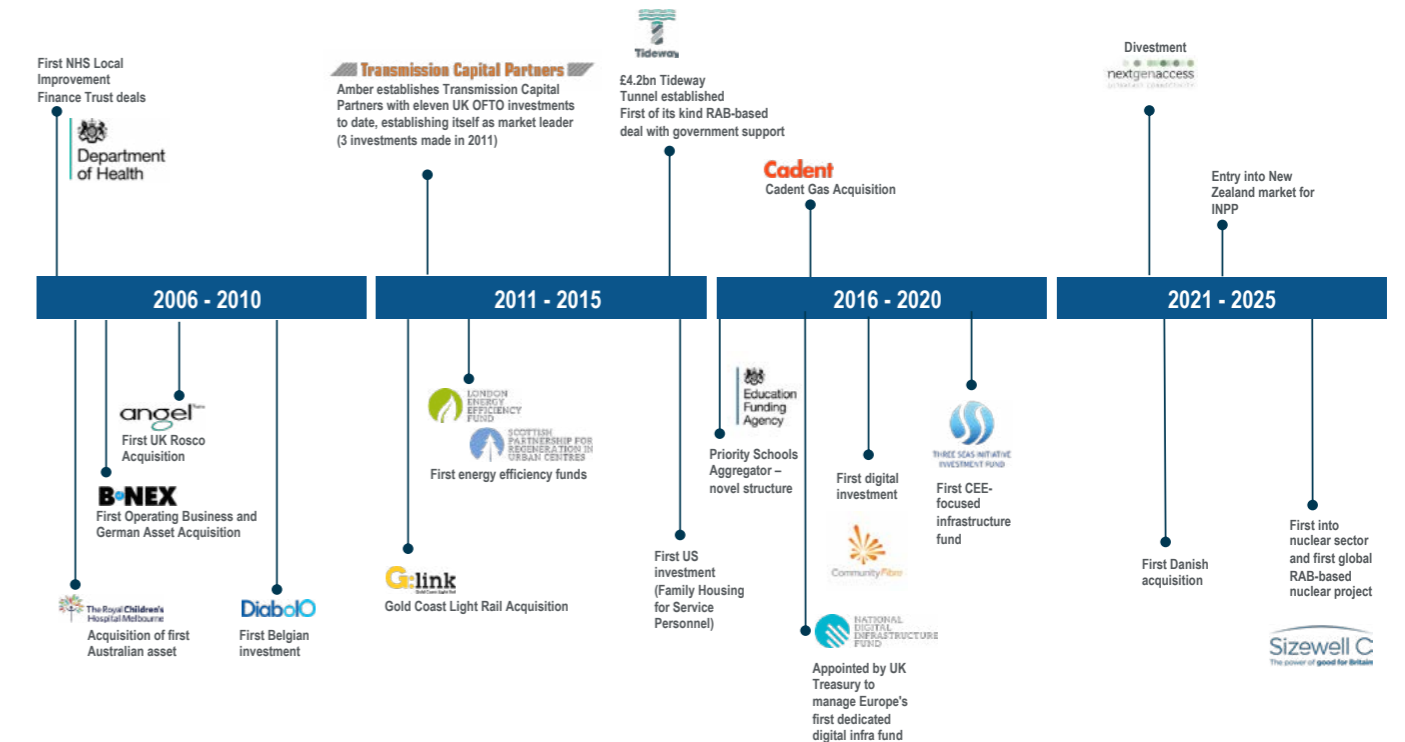 First NHS Local
Improvement
Finance Trust deals
Department
of Health
Transmission Capital Partners
Amber establishes Transmission Capital
Partners with eleven UK OFTO investments
to date, establishing itself as market leader
(3 investments made in 2011)
Tideway
£4.2bn Tideway
Tunnel established
First of its kind RAB-based
deal with government support
Cadent
Cadent Gas Acquisition
Divestment
nextgenaccess
Entry into New
Zealand market for
INPP
2006 - 2010
2011 - 2015
2016 - 2020
2021 - 2025
angel
First UK Rosco
Acquisition
BONEX
First Operating Business and
German Asset Acquisition
The Royal Children's
Hospital Melbourne
Acquisition of first
Australian asset
DiabolO
First Belgian
investment
LONDON
ENERGY
EFFICIENCY
FUND
SCOTTISH
PARTNERSHIP FOR
REGENERATION IN
URBAN CENTRES
First energy efficiency funds
G:link
Gold Coast Light Rail
Gold Coast Light Rail Acquisition
First US
investment
(Family Housing
for Service
Personnel)
Education
Funding
Agency
Priority Schools
Aggregator –
novel structure
First digital
investment
Community Fibre
NATIONAL
DIGITAL
INFRASTRUCTURE
FUND
Appointed by UK
Treasury to
manage Europe's
first dedicated
digital infra fund
THREE SEAS INITIATIVE
INVESTMENT FUND
First CEE-
focused
infrastructure
fund
First Danish
acquisition
First into
nuclear sector
and first global
RAB-based
nuclear project
Sizewell C
The power of good for Britain